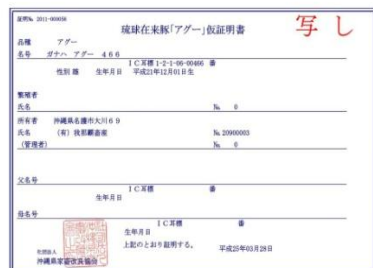 証明No. 2011-000056
写し
琉球在来豚「アグー」仮証明書
品種 アグー
名号 ガナハ アグー 466
ＩＣ耳標 1-2-1-06-00466 番
性別 雌 生年月日 平成21年12月01日生
繁殖者
氏名 No. 0
所有者 沖縄県名護市大川69
氏名 (有)我那覇畜産 No. 20900003
(管理者) No. 0
父名号
ＩＣ耳標 番
生年月日
母名号
ＩＣ耳標 番
生年月日
上記のとおり証明する。
平成25年03月28日
社団法人
沖縄県家畜改良協会